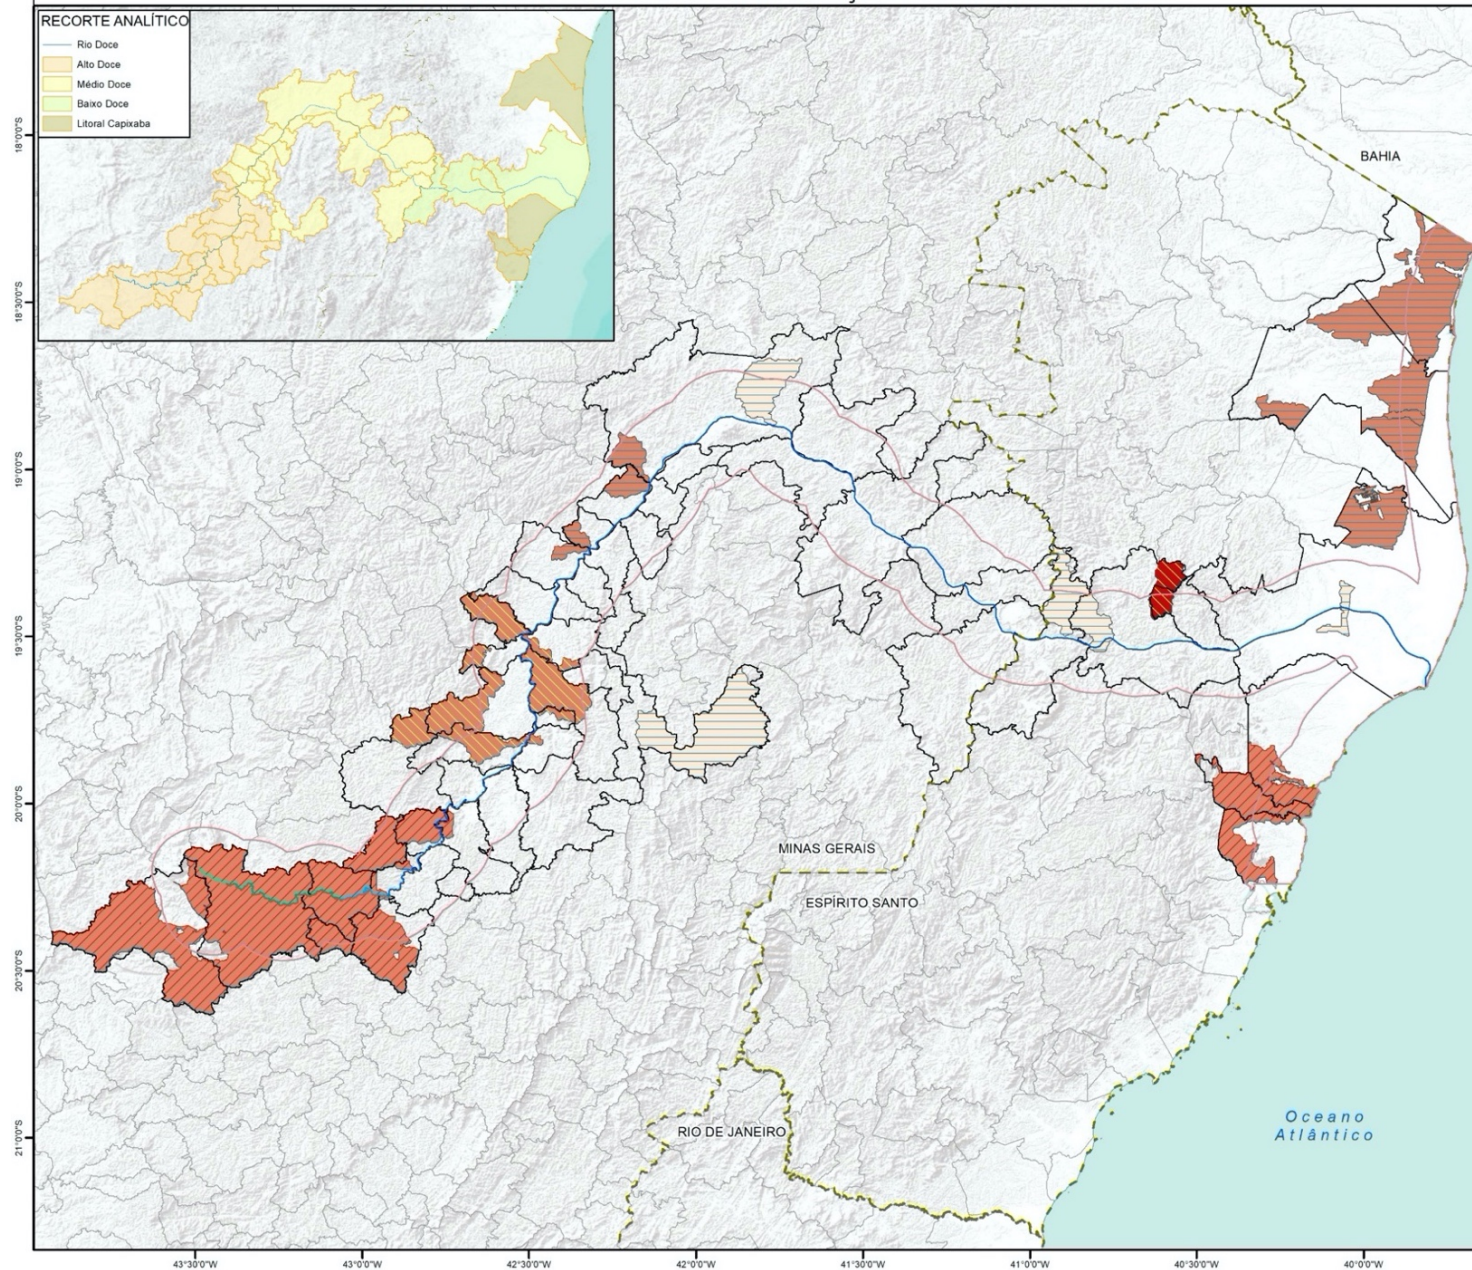 RECORTE ANALÍTICO
Rio Doce
Alto Doce
Médio Doce
Baixo Doce
Litoral Capixaba
BAHIA
MINAS GERAIS
ESPÍRITO SANTO
RIO DE JANEIRO
Oceano
Atlântico
18°0'0"S
18°30'0"S
19°0'0"S
19°30'0"S
20°0'0"S
20°30'0"S
21°0'0"S
43°30'0"W
43°0'0"W
42°30'0"W
42°0'0"W
41°30'0"W
41°0'0"W
40°30'0"W
40°0'0"W